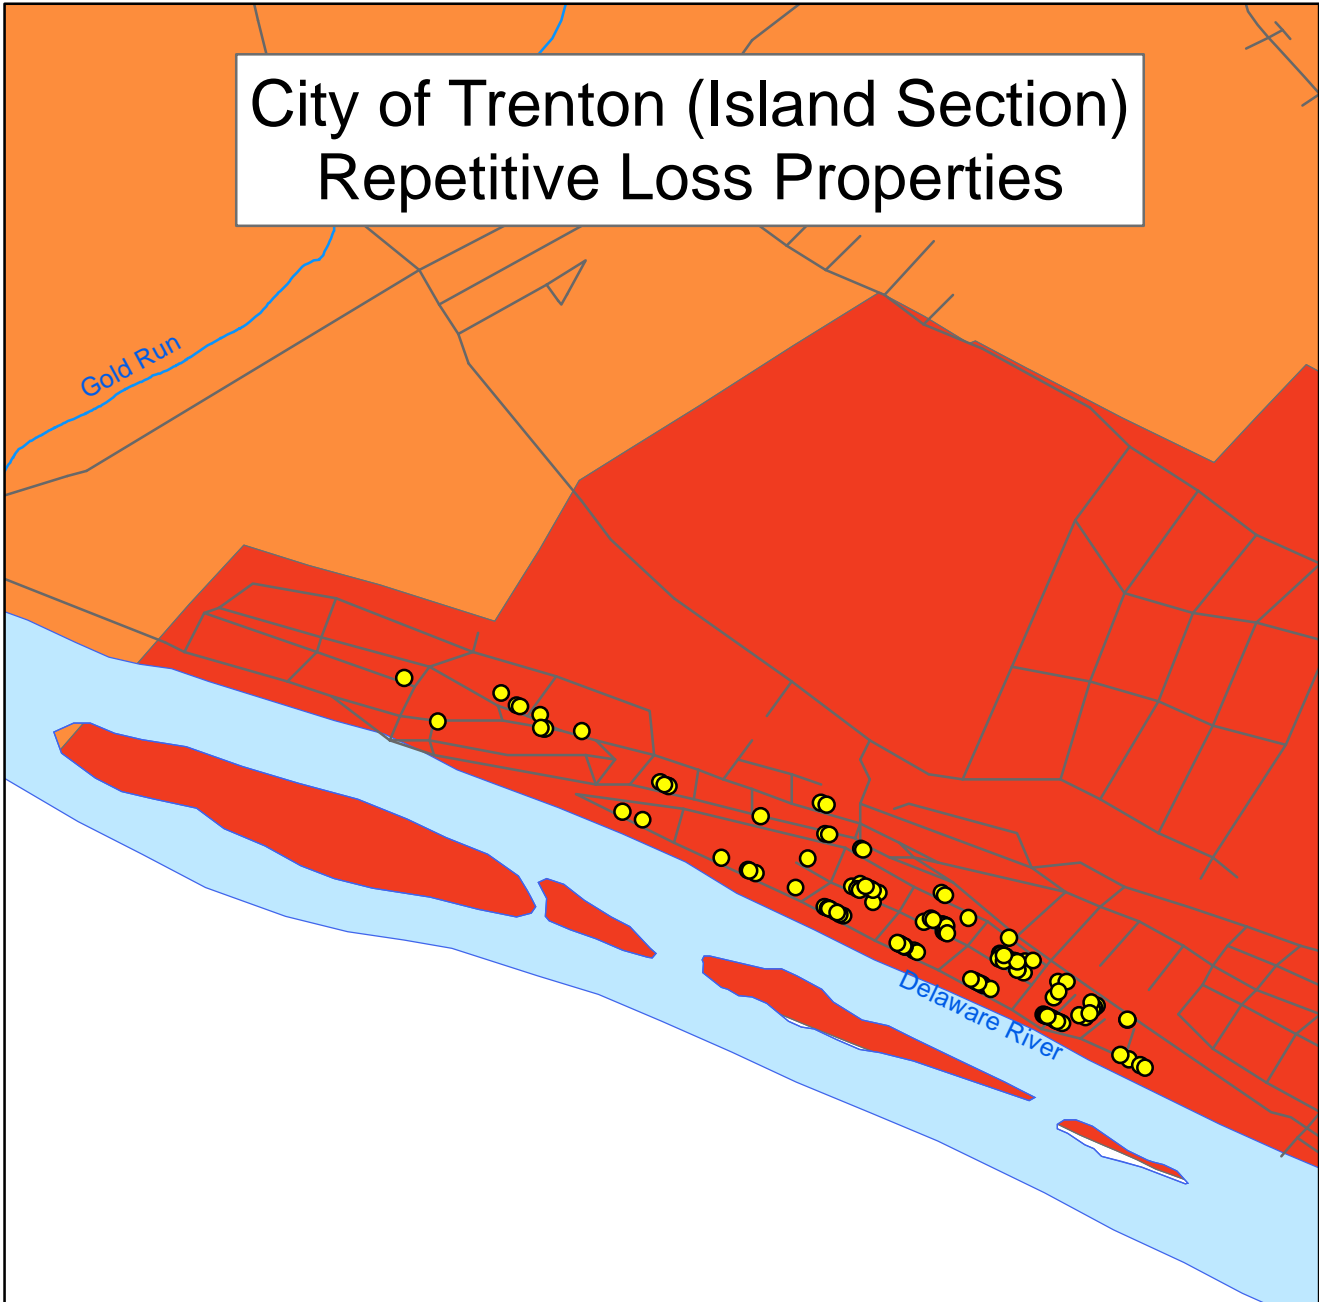 City of Trenton (Island Section)
Repetitive Loss Properties
Gold Run
Delaware River